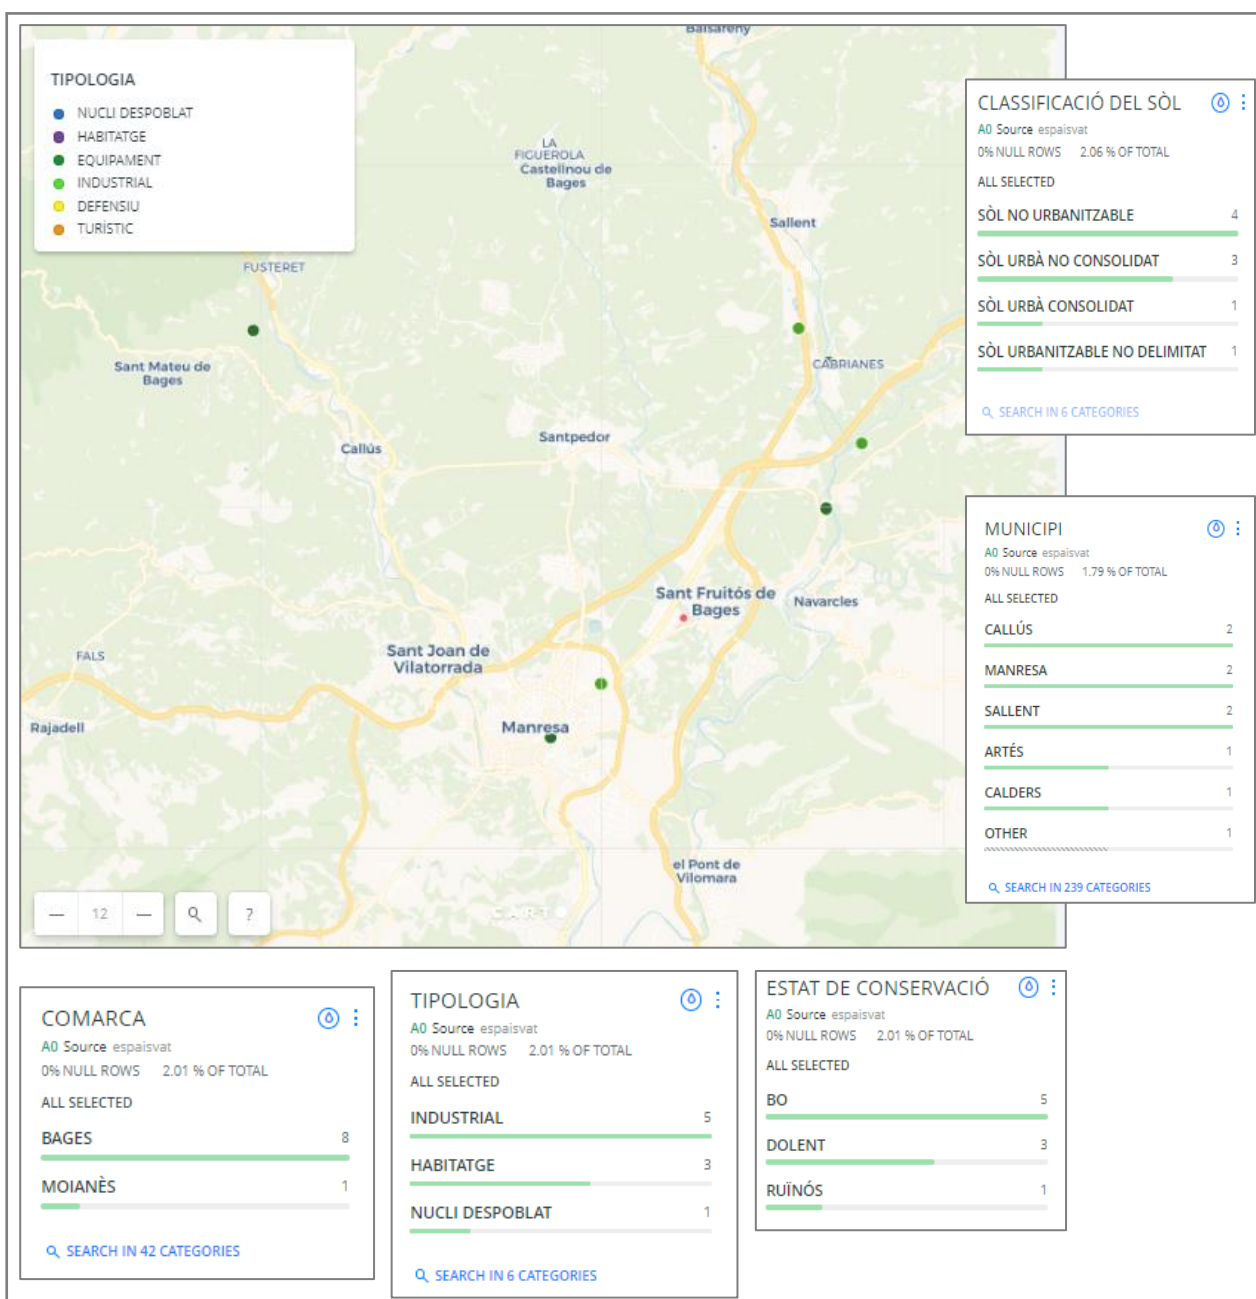 TIPOLOGIA
NUCLI DESPOBLAT
HABITATGE
EQUIPAMENT
INDUSTRIAL
DEFENSIU
TURÍSTIC
Balsareny
LA
FIGUEROLA
Castellnou de
Bages
Sallent
FUSTERET
Sant Mateu de
Bages
CABRIANES
Callús
Santpedor
Sant Fruitós de
Bages
Navarcles
FALS
Sant Joan de
Vilatorrada
Rajadell
Manresa
el Pont de
Vilomara
12
?
CARTO
CLASSIFICACIÓ DEL SÒL
A0 Source espaisvat
0% NULL ROWS 2.06 % OF TOTAL
ALL SELECTED
SÒL NO URBANITZABLE 4
SÒL URBÀ NO CONSOLIDAT 3
SÒL URBÀ CONSOLIDAT 1
SÒL URBANITZABLE NO DELIMITAT 1
SEARCH IN 6 CATEGORIES
MUNICIPI
A0 Source espaisvat
0% NULL ROWS 1.79 % OF TOTAL
ALL SELECTED
CALLÚS 2
MANRESA 2
SALLENT 2
ARTÉS 1
CALDERS 1
OTHER 1
SEARCH IN 239 CATEGORIES
COMARCA
A0 Source espaisvat
0% NULL ROWS 2.01 % OF TOTAL
ALL SELECTED
BAGES 8
MOIANÈS 1
SEARCH IN 42 CATEGORIES
TIPOLOGIA
A0 Source espaisvat
0% NULL ROWS 2.01 % OF TOTAL
ALL SELECTED
INDUSTRIAL 5
HABITATGE 3
NUCLI DESPOBLAT 1
SEARCH IN 6 CATEGORIES
ESTAT DE CONSERVACIÓ
A0 Source espaisvat
0% NULL ROWS 2.01 % OF TOTAL
ALL SELECTED
BO 5
DOLENT 3
RUÏNÓS 1